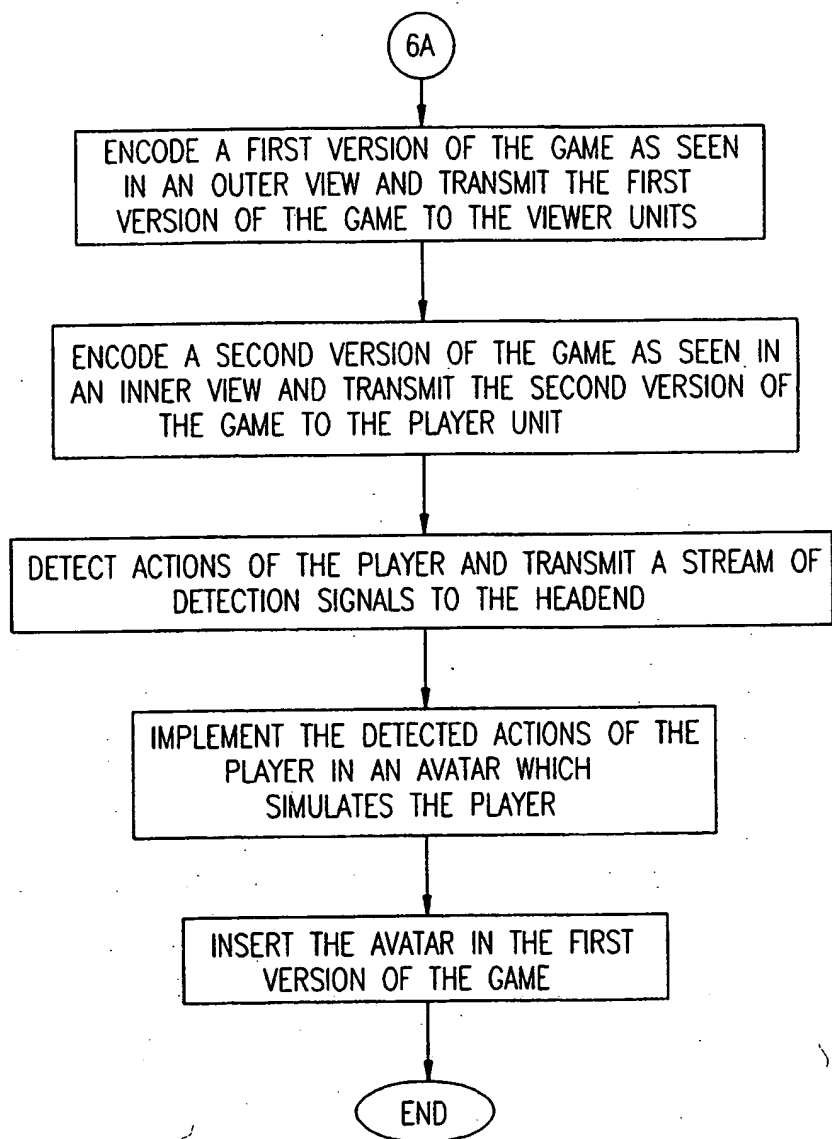 6A
ENCODE A FIRST VERSION OF THE GAME AS SEEN
IN AN OUTER VIEW AND TRANSMIT THE FIRST
VERSION OF THE GAME TO THE VIEWER UNITS
ENCODE A SECOND VERSION OF THE GAME AS SEEN IN
AN INNER VIEW AND TRANSMIT THE SECOND VERSION OF
THE GAME TO THE PLAYER UNIT
DETECT ACTIONS OF THE PLAYER AND TRANSMIT A STREAM OF
DETECTION SIGNALS TO THE HEADEND
IMPLEMENT THE DETECTED ACTIONS OF THE
PLAYER IN AN AVATAR WHICH
SIMULATES THE PLAYER
INSERT THE AVATAR IN THE FIRST
VERSION OF THE GAME
END